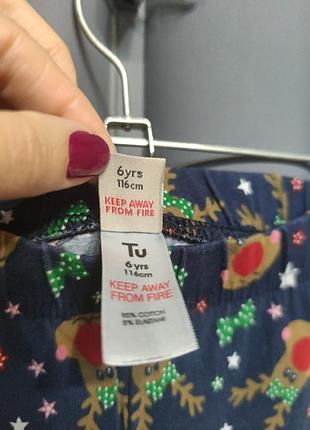 6yrs
116cm
KEEP AWAY
FROM FIRE
Tu
6 yrs
116cm
KEEP AWAY
FROM FIRE
95% COTTON
5% ELASTANE